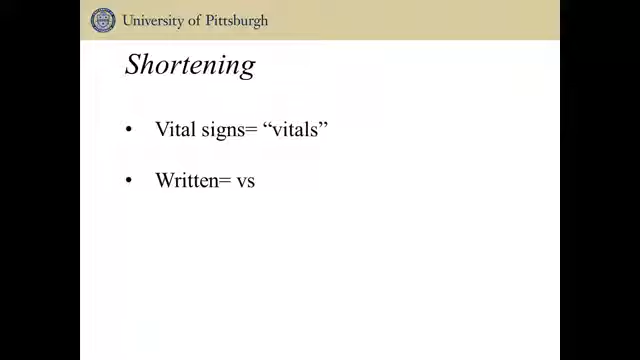 University of Pittsburgh
Shortening
• Vital signs= “vitals”
• Written= vs